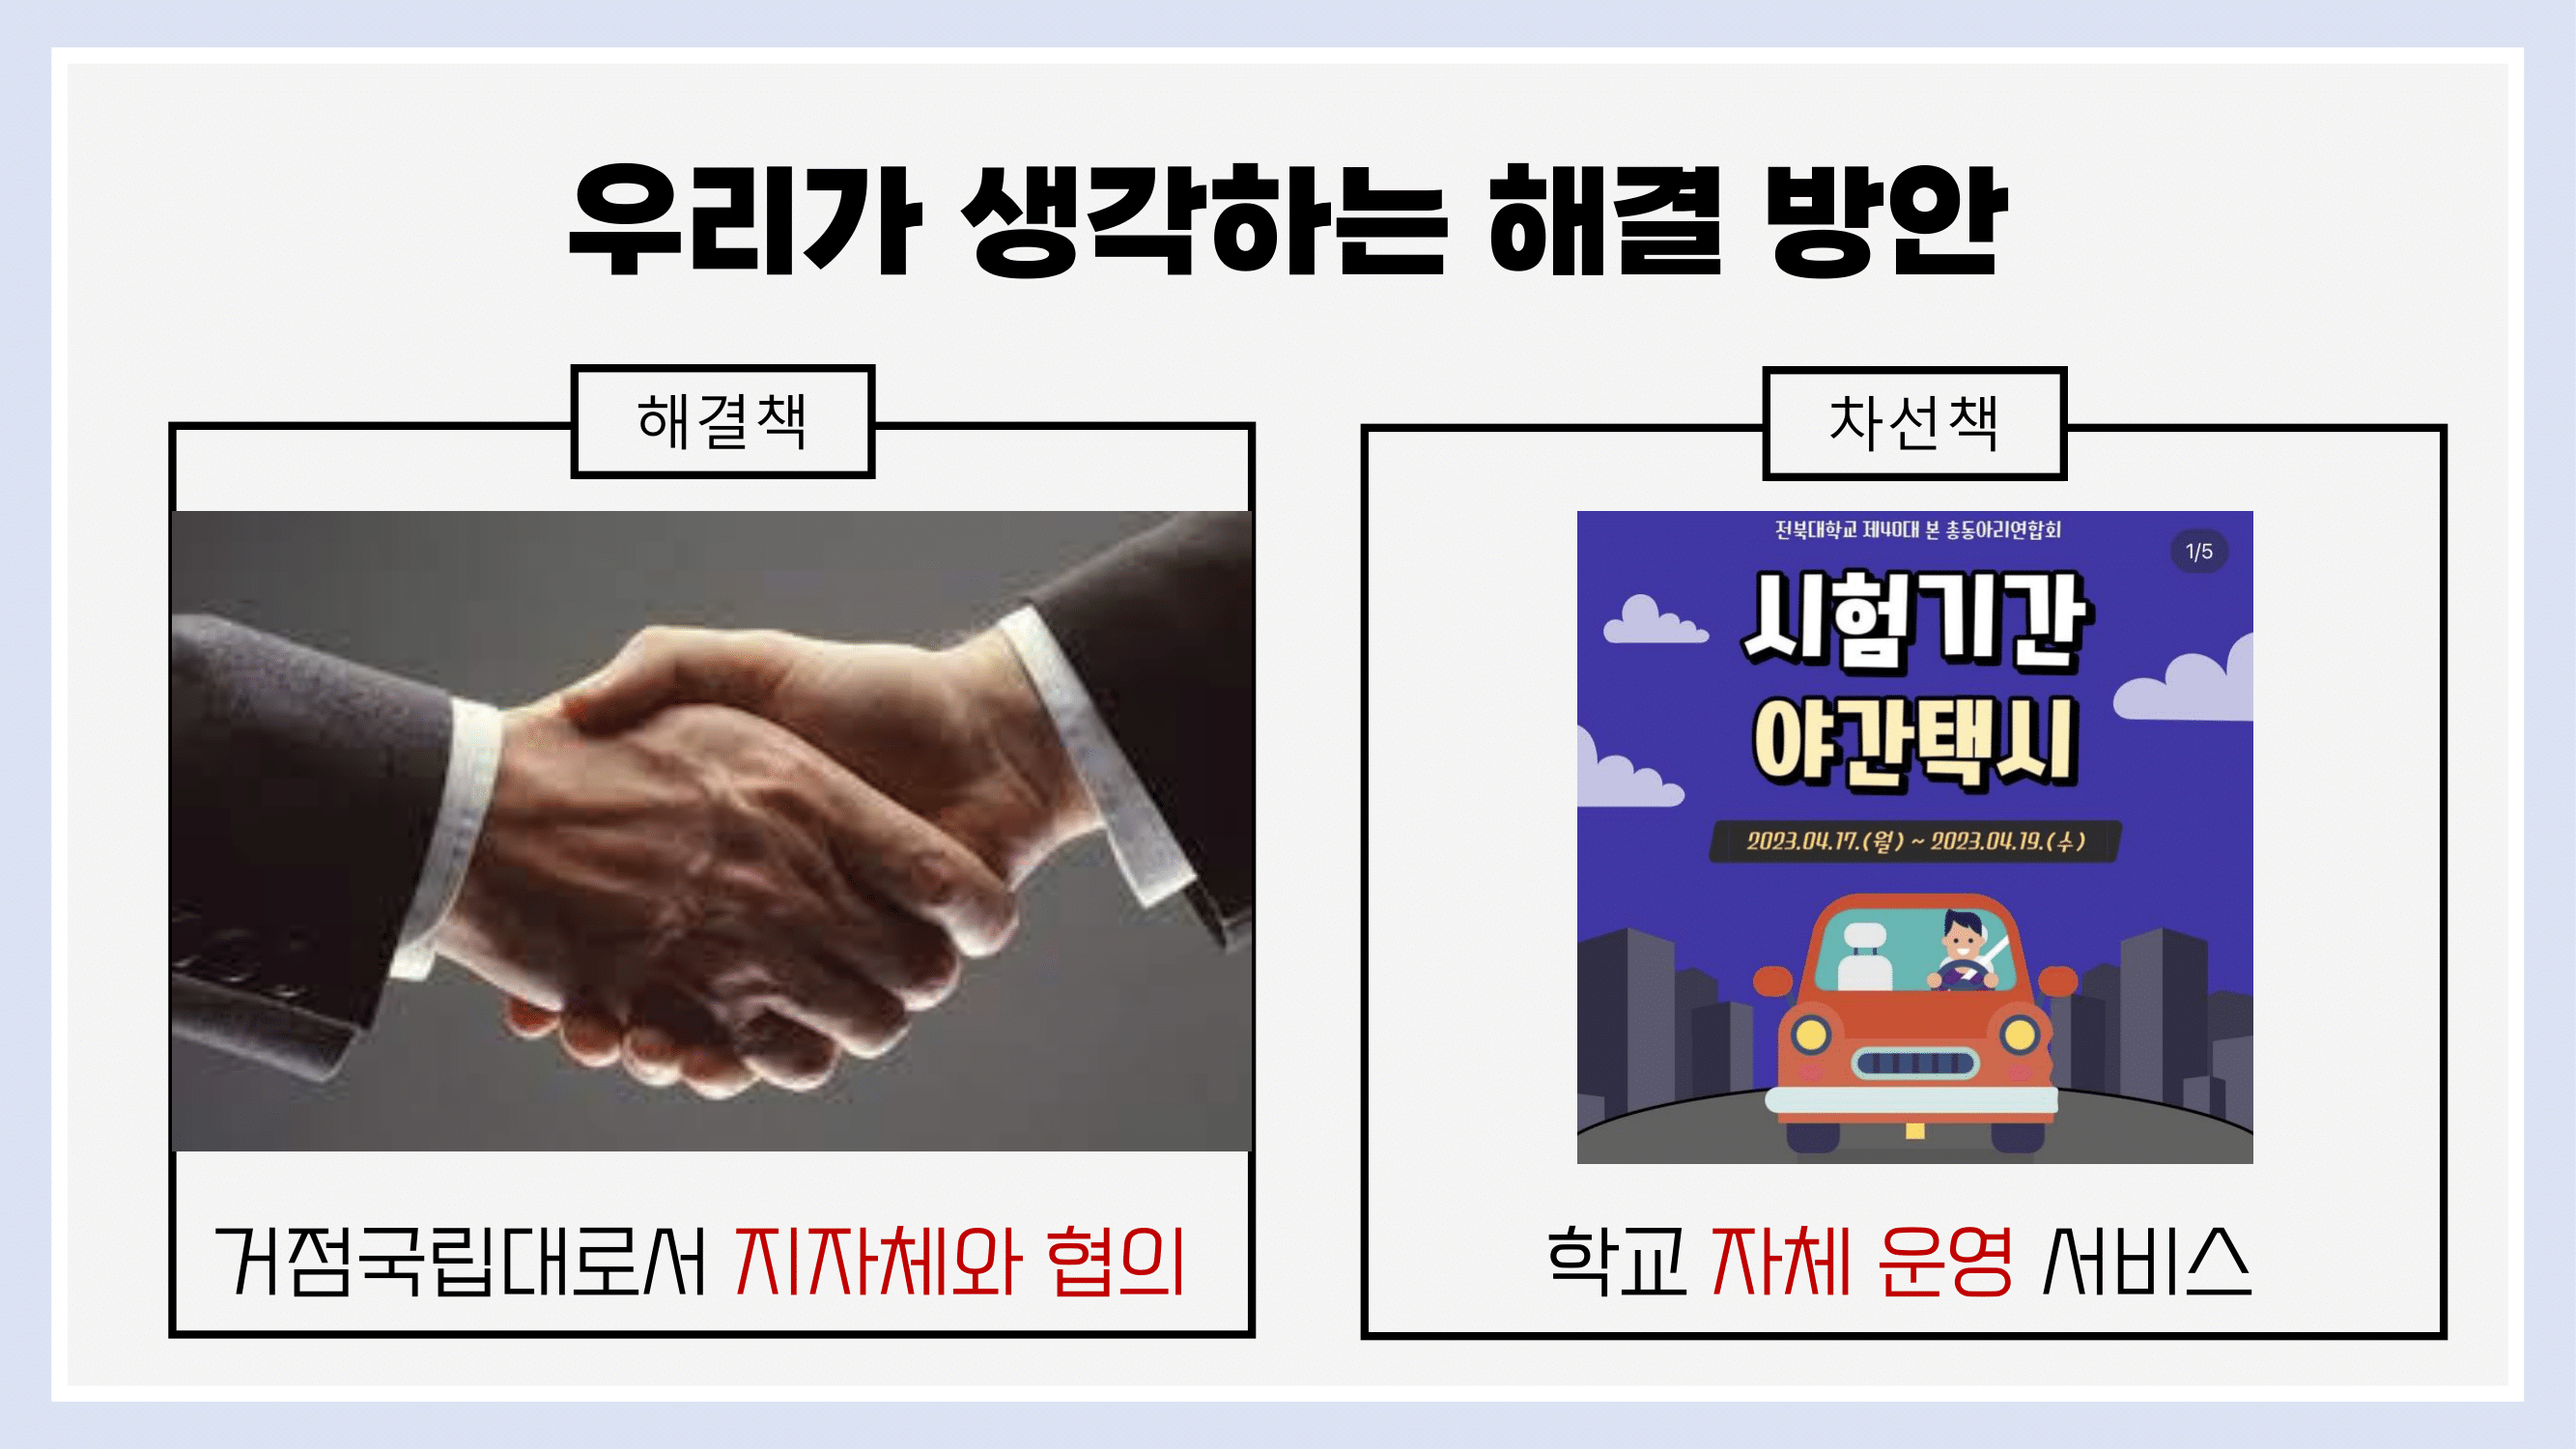 우리가 생각하는 해결 방안
해결책
거점국립대로서 지자체와 협의
차선책
전북대학교 제40대 본 총동아리연합회
1/5
시험기간
야간택시
2023.04.17.(월) ~ 2023.04.19.(수)
학교 자체 운영 서비스